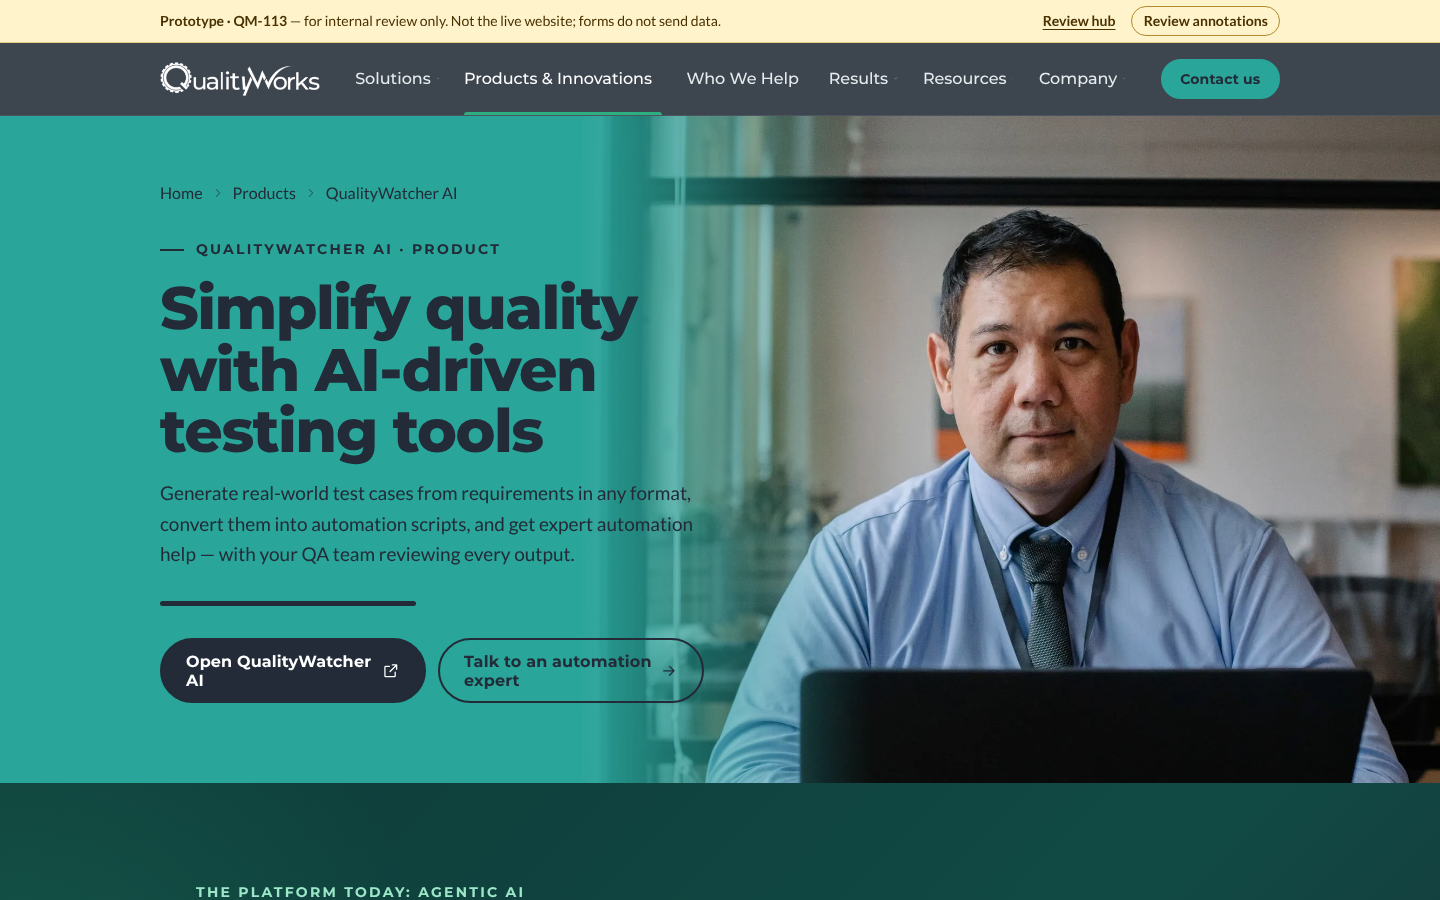 Prototype · QM-113 — for internal review only. Not the live website; forms do not send data.
Review hub
Review annotations
QualityWorks
Solutions
Products & Innovations
Who We Help
Results
Resources
Company
Contact us
Home > Products > QualityWatcher AI
QUALITYWATCHER AI · PRODUCT
Simplify quality
with AI-driven
testing tools
Generate real-world test cases from requirements in any format,
convert them into automation scripts, and get expert automation
help — with your QA team reviewing every output.
Open QualityWatcher
AI
Talk to an automation
expert
THE PLATFORM TODAY: AGENTIC AI